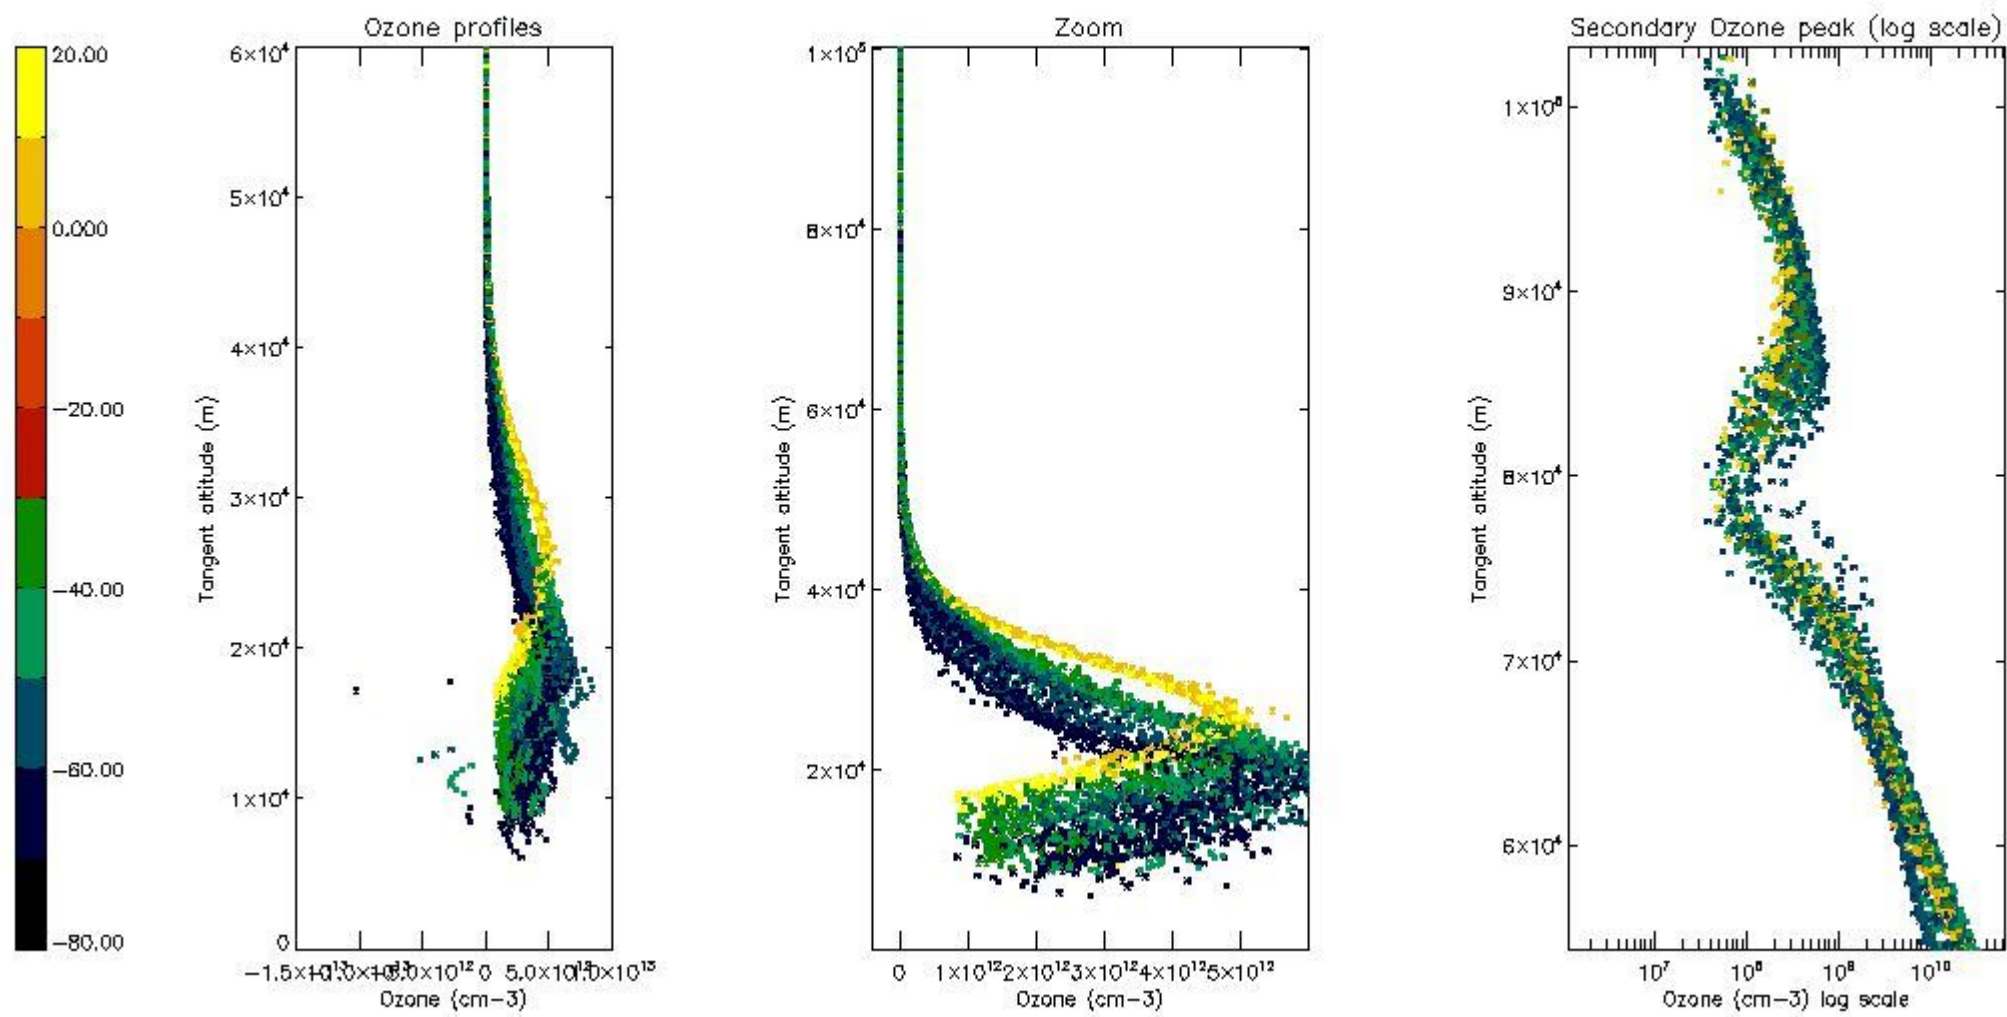 Ozone profiles
Zoom
Secondary Ozone peak (log scale)
20.00
0.000
−20.00
−40.00
−60.00
−80.00
6×10⁴
5×10⁴
4×10⁴
3×10⁴
2×10⁴
1×10⁴
0
Tangent altitude (m)
0 5.0×10¹² 1.0×10¹³
Ozone (cm−3)
1×10⁵
8×10⁴
6×10⁴
4×10⁴
2×10⁴
Tangent altitude (m)
0 1×10¹² 2×10¹² 3×10¹² 4×10¹² 5×10¹²
Ozone (cm−3)
1×10⁵
9×10⁴
8×10⁴
7×10⁴
6×10⁴
Tangent altitude (m)
10⁷ 10⁸ 10⁹ 10¹⁰
Ozone (cm−3) log scale